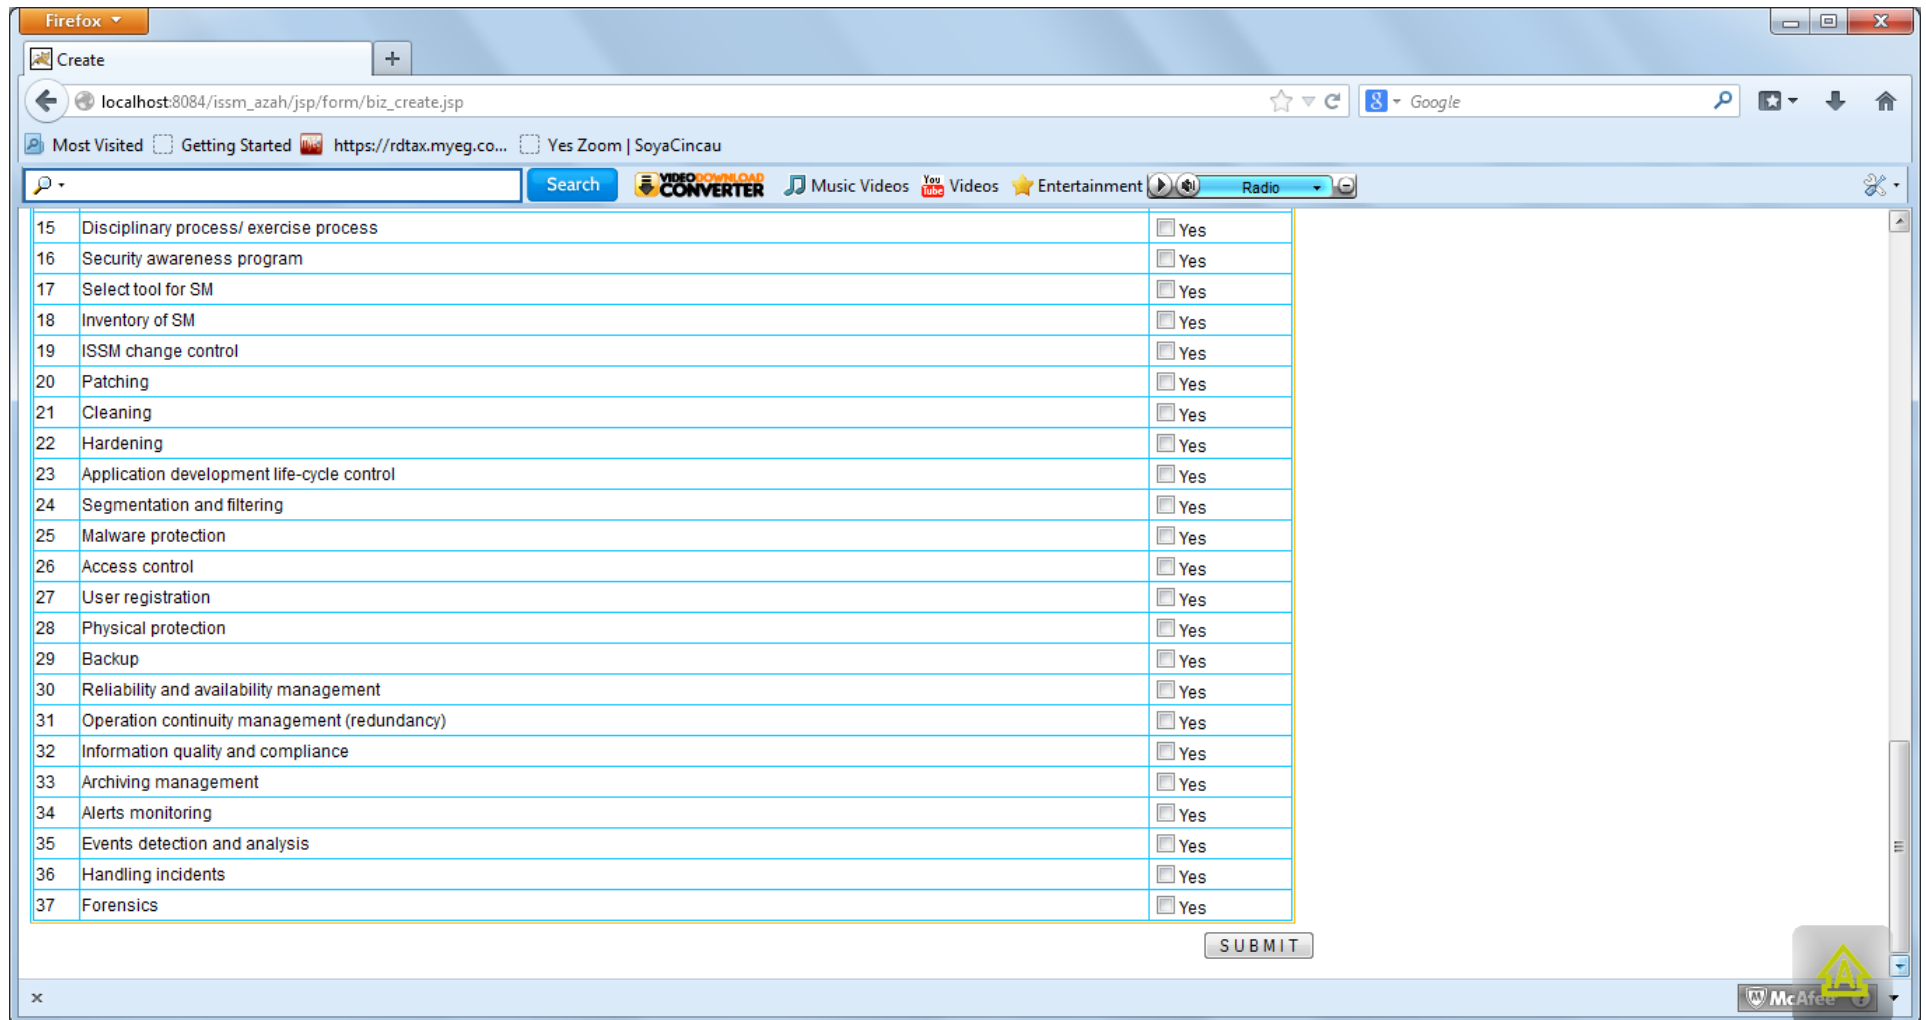 Firefox
Create
localhost:8084/issm_azah/jsp/form/biz_create.jsp Google
Most Visited Getting Started https://rdtax.myeg.co... Yes Zoom | SoyaCincau
Search VIDEO DOWNLOAD CONVERTER Music Videos You Tube Videos Entertainment Radio
15 Disciplinary process/ exercise process Yes
16 Security awareness program Yes
17 Select tool for SM Yes
18 Inventory of SM Yes
19 ISSM change control Yes
20 Patching Yes
21 Cleaning Yes
22 Hardening Yes
23 Application development life-cycle control Yes
24 Segmentation and filtering Yes
25 Malware protection Yes
26 Access control Yes
27 User registration Yes
28 Physical protection Yes
29 Backup Yes
30 Reliability and availability management Yes
31 Operation continuity management (redundancy) Yes
32 Information quality and compliance Yes
33 Archiving management Yes
34 Alerts monitoring Yes
35 Events detection and analysis Yes
36 Handling incidents Yes
37 Forensics Yes
SUBMIT
McAfee